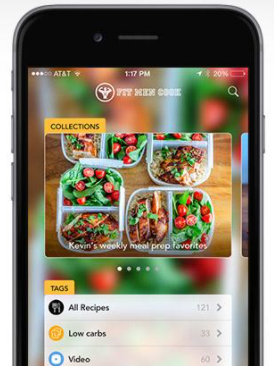 AT&T 1:17 PM 20%
FIT MEN COOK
COLLECTIONS
Kevin's weekly meal prep favorites
TAGS
All Recipes 121
Low carbs 33
Video 60